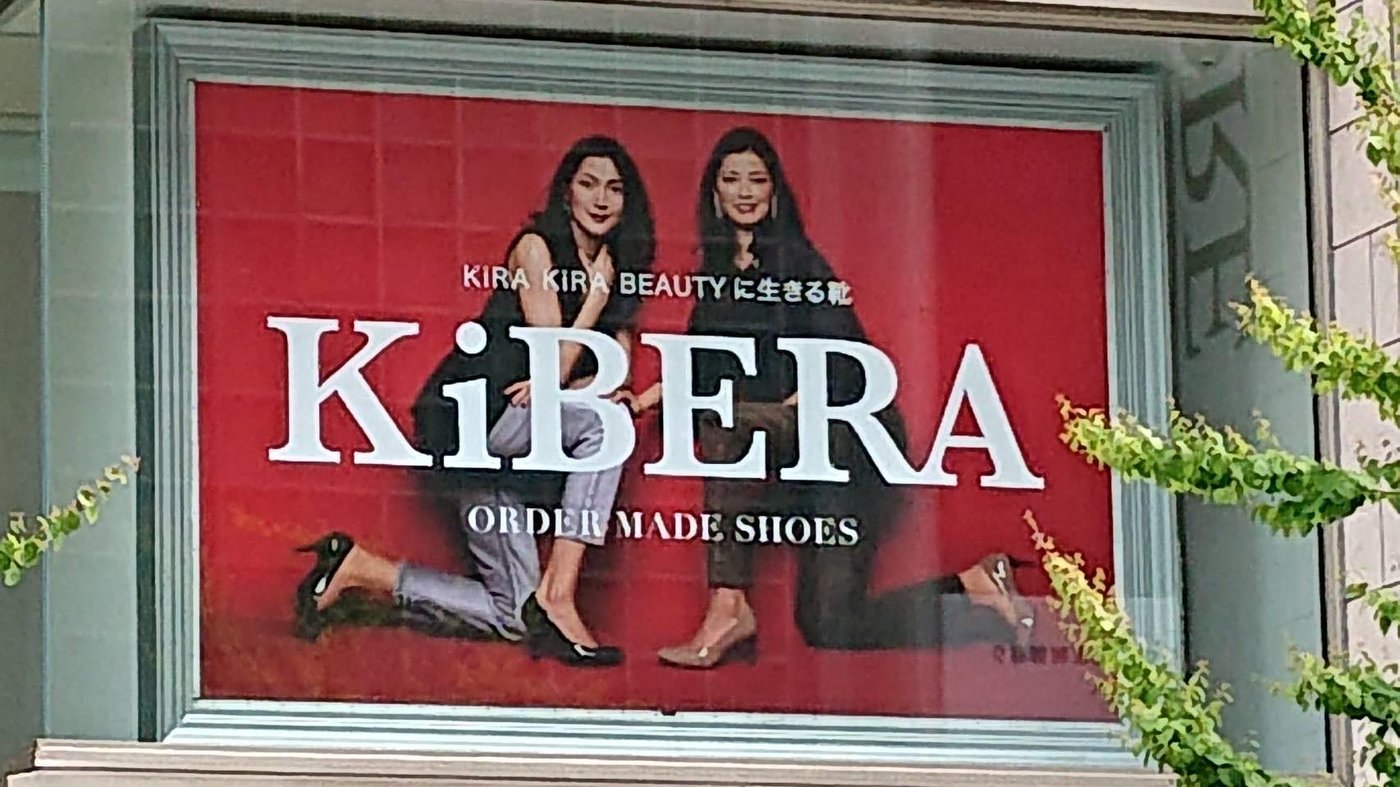 KIRA KIRA BEAUTYに生きる靴
KiBERA
ORDER MADE SHOES